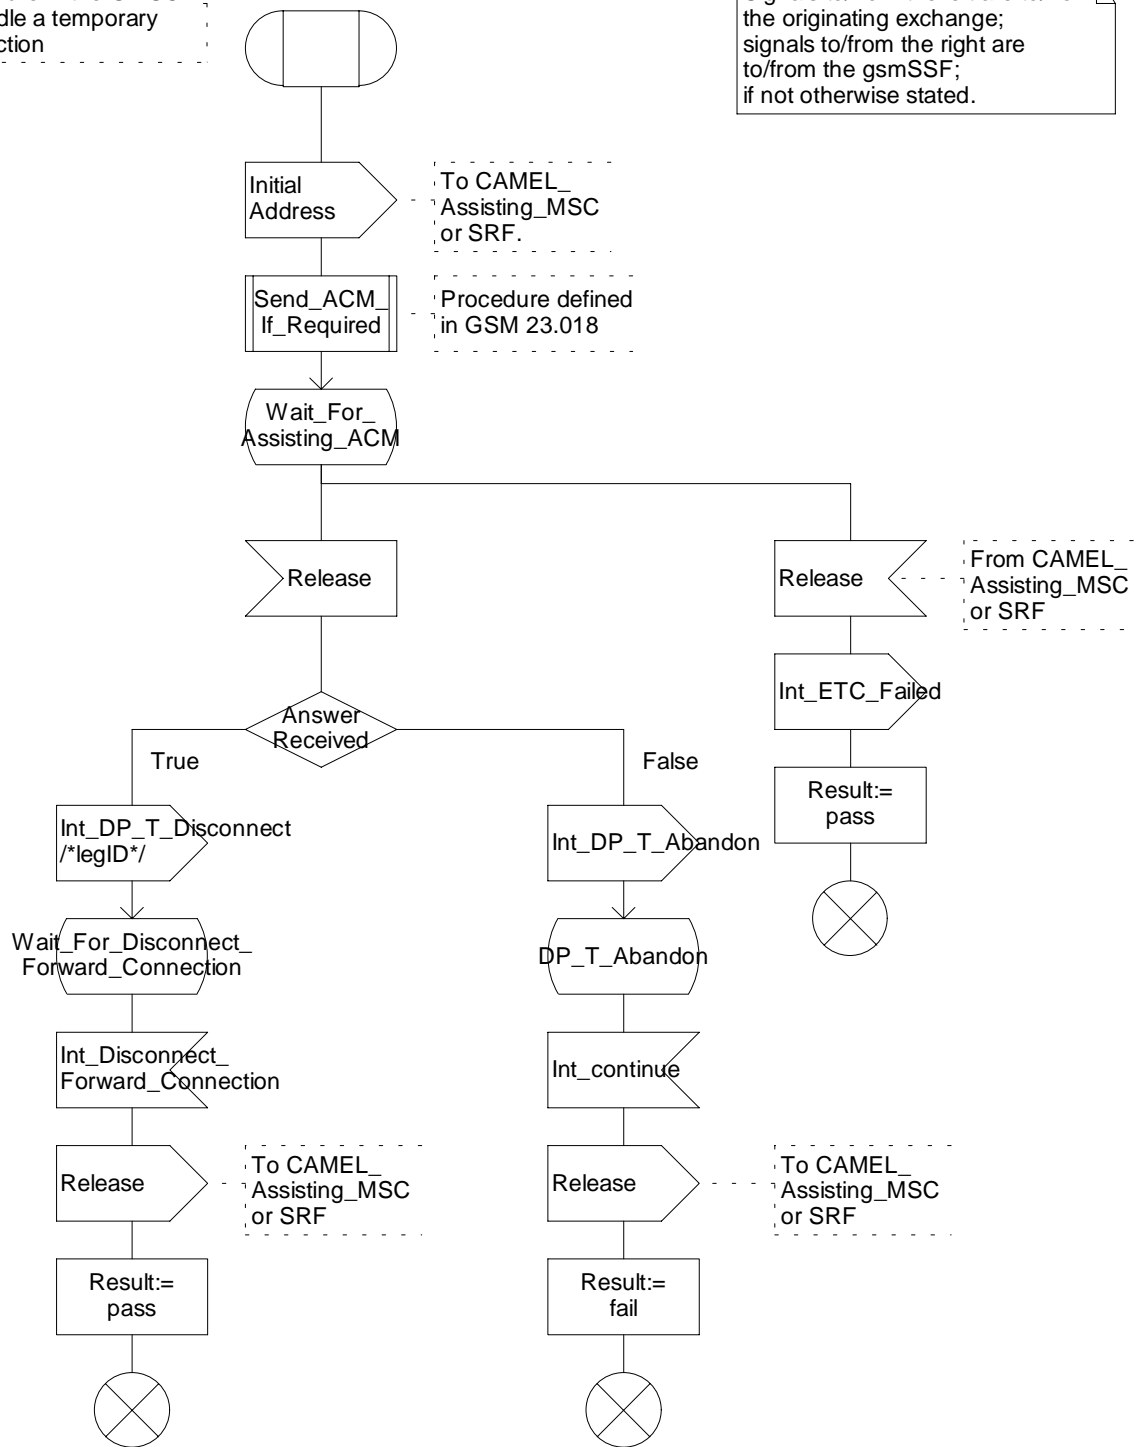 dle a temporary
ction
the originating exchange;
signals to/from the right are
to/from the gsmSSF;
if not otherwise stated.
Initial
Address
To CAMEL_
Assisting_MSC
or SRF.
Send_ACM_
If_Required
Procedure defined
in GSM 23.018
Wait_For_
Assisting_ACM
Release
Release
From CAMEL_
Assisting_MSC
or SRF
Int_ETC_Failed
Answer
Received
True
False
Result:=
pass
Int_DP_T_Disconnect
/*legID*/
Int_DP_T_Abandon
Wait_For_Disconnect_
Forward_Connection
DP_T_Abandon
Int_Disconnect_
Forward_Connection
Int_continue
Release
To CAMEL_
Assisting_MSC
or SRF
Release
To CAMEL_
Assisting_MSC
or SRF
Result:=
pass
Result:=
fail